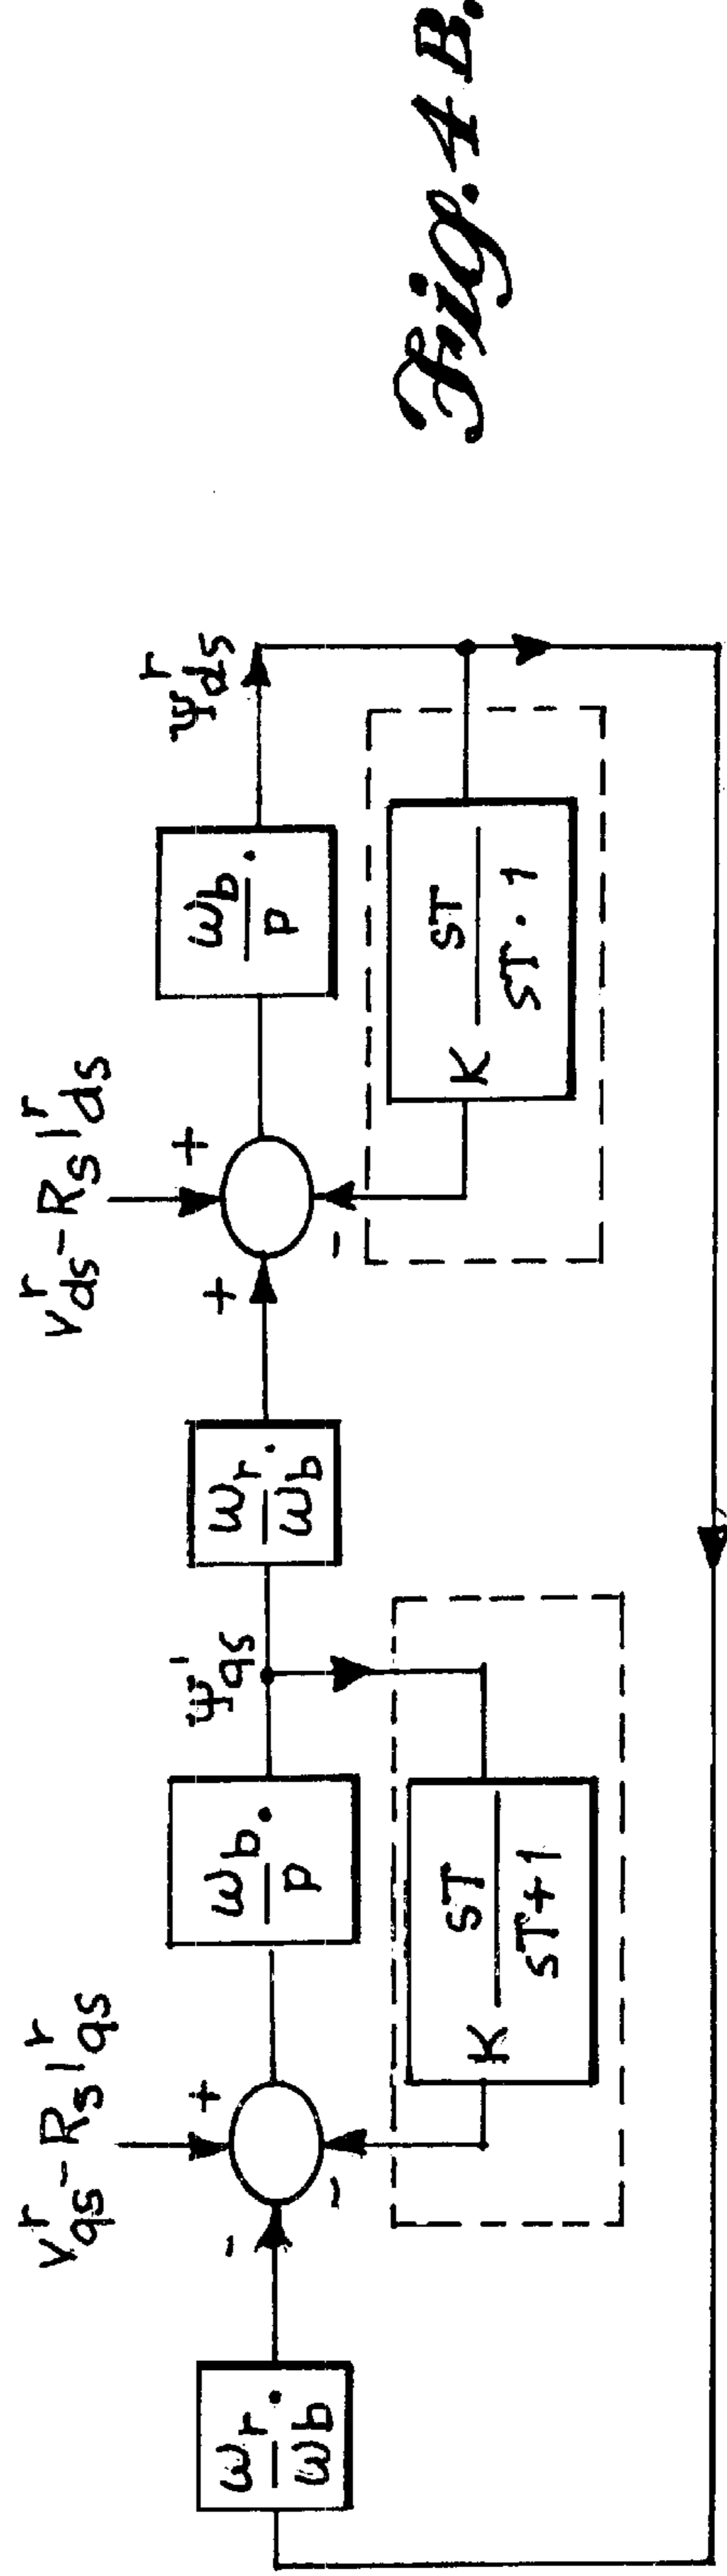 v^r_qs - R_s I^r_qs
v^r_ds - R_s I^r_ds
ω_r / ω_b ·
-
+
-
ω_b / p ·
Ψ'_qs
ω_r / ω_b ·
+
+
-
ω_b / p ·
Ψ^r_ds
K sT / sT+1
K sT / sT · 1
Fig. 4B.